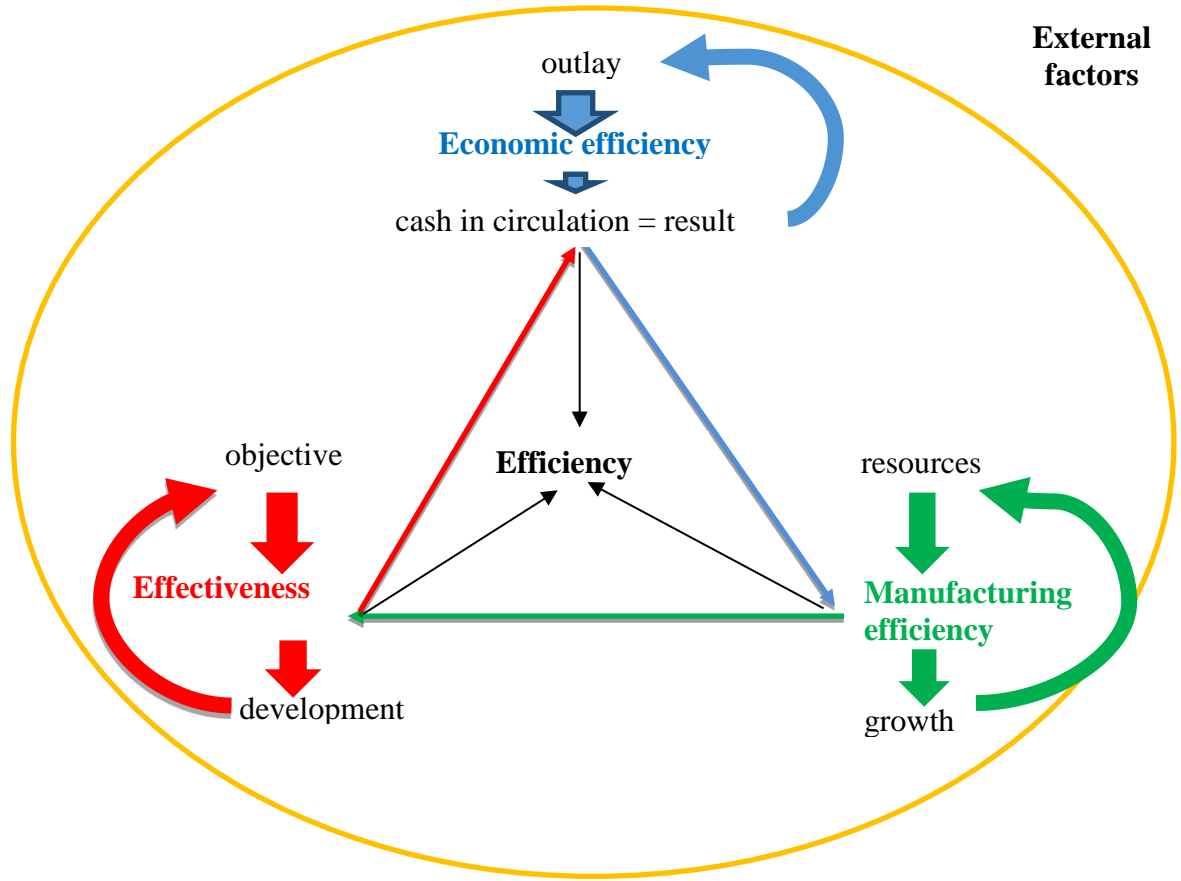 External
factors
outlay
Economic efficiency
cash in circulation = result
objective
Effectiveness
development
Efficiency
resources
Manufacturing
efficiency
growth